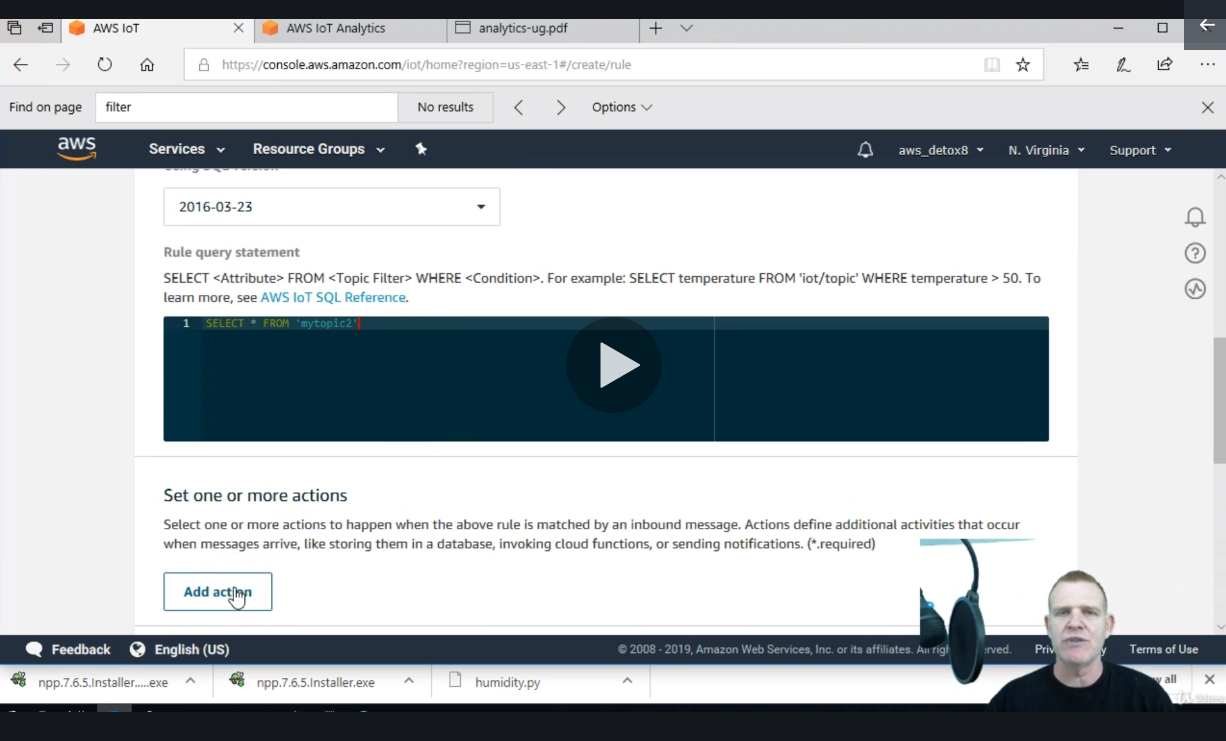 AWS IoT
AWS IoT Analytics
analytics-ug.pdf
https://console.aws.amazon.com/iot/home?region=us-east-1#/create/rule
Find on page
filter
No results
Options
aws
Services
Resource Groups
aws_detox8
N. Virginia
Support
2016-03-23
Rule query statement
SELECT <Attribute> FROM <Topic Filter> WHERE <Condition>. For example: SELECT temperature FROM 'iot/topic' WHERE temperature > 50. To
learn more, see AWS IoT SQL Reference.
1 SELECT * FROM 'mytopic2'
Set one or more actions
Select one or more actions to happen when the above rule is matched by an inbound message. Actions define additional activities that occur
when messages arrive, like storing them in a database, invoking cloud functions, or sending notifications. (*.required)
Add action
Feedback
English (US)
© 2008 - 2019, Amazon Web Services, Inc. or its affiliates. All
Terms of Use
npp.7.6.5.Installer.....exe
npp.7.6.5.Installer.exe
humidity.py
all